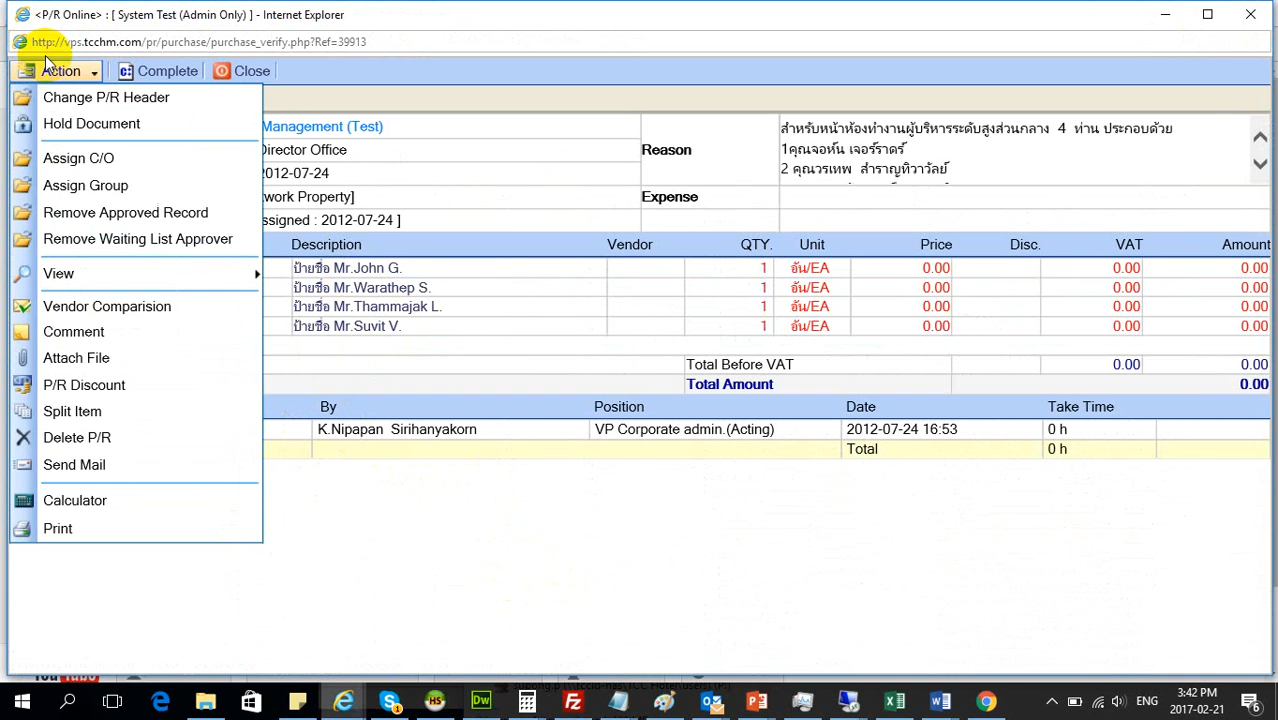 <P/R Online> : [ System Test (Admin Only) ] - Internet Explorer
http://vps.tcchm.com/pr/purchase/purchase_verify.php?Ref=39913
Action Complete Close
Change P/R Header
Hold Document
Assign C/O
Assign Group
Remove Approved Record
Remove Waiting List Approver
View
Vendor Comparision
Comment
Attach File
P/R Discount
Split Item
Delete P/R
Send Mail
Calculator
Print
Management (Test)
Director Office
2012-07-24
twork Property]
ssigned : 2012-07-24 ]
Reason
สำหรับหน้าห้องทำงานผู้บริหารระดับสูงส่วนกลาง 4 ท่าน ประกอบด้วย
1คุณจอห์น เจอร์ราดร์
2 คุณวรเทพ สำราญทิวาวัลย์
Expense
Description Vendor QTY. Unit Price Disc. VAT Amount
ป้ายชื่อ Mr.John G. 1 อัน/EA 0.00 0.00 0.00
ป้ายชื่อ Mr.Warathep S. 1 อัน/EA 0.00 0.00 0.00
ป้ายชื่อ Mr.Thammajak L. 1 อัน/EA 0.00 0.00 0.00
ป้ายชื่อ Mr.Suvit V. 1 อัน/EA 0.00 0.00 0.00
Total Before VAT 0.00 0.00
Total Amount 0.00
By Position Date Take Time
K.Nipapan Sirihanyakorn VP Corporate admin.(Acting) 2012-07-24 16:53 0 h
Total 0 h
ENG
3:42 PM
2017-02-21
6